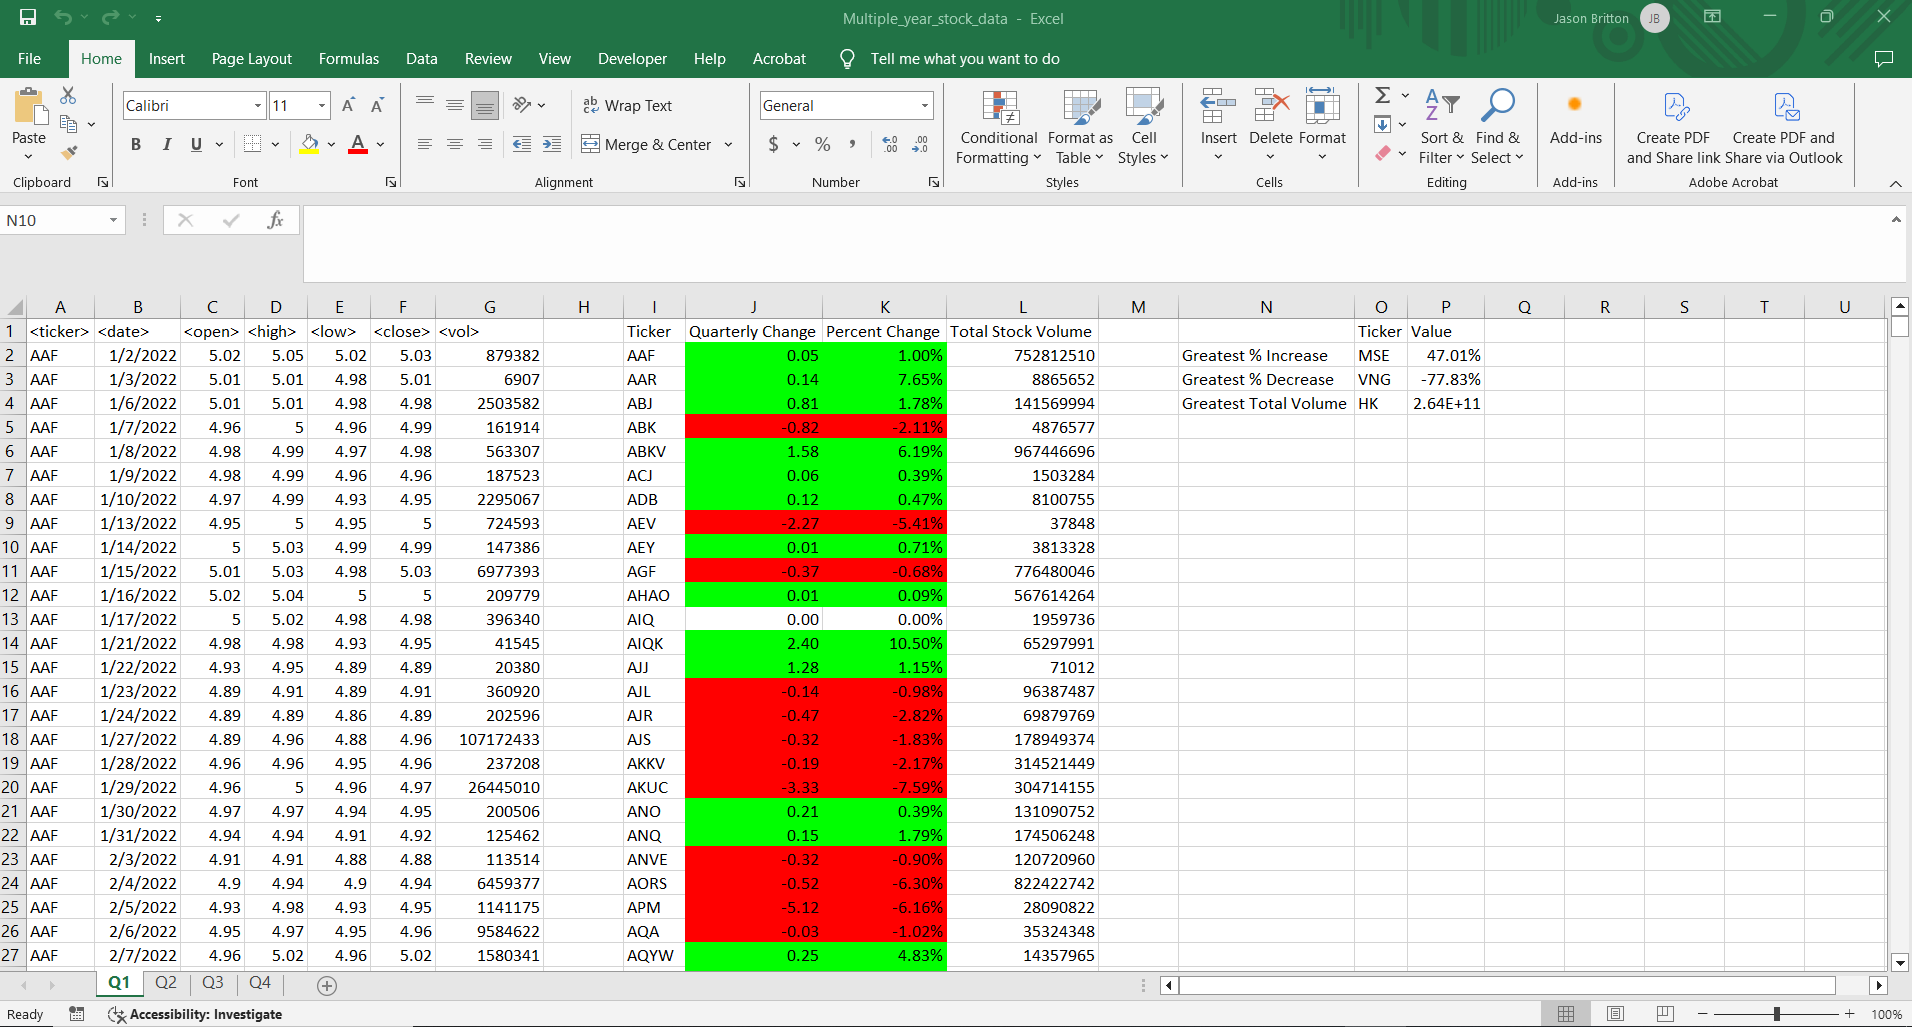 Multiple_year_stock_data - Excel
Jason Britton JB
File Home Insert Page Layout Formulas Data Review View Developer Help Acrobat Tell me what you want to do
Paste
Clipboard
Calibri 11
A A
B I U A
Font
ab Wrap Text
Merge & Center
Alignment
General
$ % , .00 .00
Number
Conditional Formatting
Format as Table
Cell Styles
Styles
Insert Delete Format
Cells
Sort & Filter
Find & Select
Editing
Add-ins
Add-ins
Create PDF and Share link
Create PDF and Share via Outlook
Adobe Acrobat
N10 fx
A B C D E F G H I J K L M N O P Q R S T U
1 <ticker> <date> <open> <high> <low> <close> <vol> Ticker Quarterly Change Percent Change Total Stock Volume Ticker Value
2 AAF 1/2/2022 5.02 5.05 5.02 5.03 879382 AAF 0.05 1.00% 752812510 Greatest % Increase MSE 47.01%
3 AAF 1/3/2022 5.01 5.01 4.98 5.01 6907 AAR 0.14 7.65% 8865652 Greatest % Decrease VNG -77.83%
4 AAF 1/6/2022 5.01 5.01 4.98 4.98 2503582 ABJ 0.81 1.78% 141569994 Greatest Total Volume HK 2.64E+11
5 AAF 1/7/2022 4.96 5 4.96 4.99 161914 ABK -0.82 -2.11% 4876577
6 AAF 1/8/2022 4.98 4.99 4.97 4.98 563307 ABKV 1.58 6.19% 967446696
7 AAF 1/9/2022 4.98 4.99 4.96 4.96 187523 ACJ 0.06 0.39% 1503284
8 AAF 1/10/2022 4.97 4.99 4.93 4.95 2295067 ADB 0.12 0.47% 8100755
9 AAF 1/13/2022 4.95 5 4.95 5 724593 AEV -2.27 -5.41% 37848
10 AAF 1/14/2022 5 5.03 4.99 4.99 147386 AEY 0.01 0.71% 3813328
11 AAF 1/15/2022 5.01 5.03 4.98 5.03 6977393 AGF -0.37 -0.68% 776480046
12 AAF 1/16/2022 5.02 5.04 5 5 209779 AHAO 0.01 0.09% 567614264
13 AAF 1/17/2022 5 5.02 4.98 4.98 396340 AIQ 0.00 0.00% 1959736
14 AAF 1/21/2022 4.98 4.98 4.93 4.95 41545 AIQK 2.40 10.50% 65297991
15 AAF 1/22/2022 4.93 4.95 4.89 4.89 20380 AJJ 1.28 1.15% 71012
16 AAF 1/23/2022 4.89 4.91 4.89 4.91 360920 AJL -0.14 -0.98% 96387487
17 AAF 1/24/2022 4.89 4.89 4.86 4.89 202596 AJR -0.47 -2.82% 69879769
18 AAF 1/27/2022 4.89 4.96 4.88 4.96 107172433 AJS -0.32 -1.83% 178949374
19 AAF 1/28/2022 4.96 4.96 4.95 4.96 237208 AKKV -0.19 -2.17% 314521449
20 AAF 1/29/2022 4.96 5 4.96 4.97 26445010 AKUC -3.33 -7.59% 304714155
21 AAF 1/30/2022 4.97 4.97 4.94 4.95 200506 ANO 0.21 0.39% 131090752
22 AAF 1/31/2022 4.94 4.94 4.91 4.92 125462 ANQ 0.15 1.79% 174506248
23 AAF 2/3/2022 4.91 4.91 4.88 4.88 113514 ANVE -0.32 -0.90% 120720960
24 AAF 2/4/2022 4.9 4.94 4.9 4.94 6459377 AORS -0.52 -6.30% 822422742
25 AAF 2/5/2022 4.93 4.98 4.93 4.95 1141175 APM -5.12 -6.16% 28090822
26 AAF 2/6/2022 4.95 4.97 4.95 4.96 9584622 AQA -0.03 -1.02% 35324348
27 AAF 2/7/2022 4.96 5.02 4.96 5.02 1580341 AQYW 0.25 4.83% 14357965
Q1 Q2 Q3 Q4
Ready Accessibility: Investigate 100%